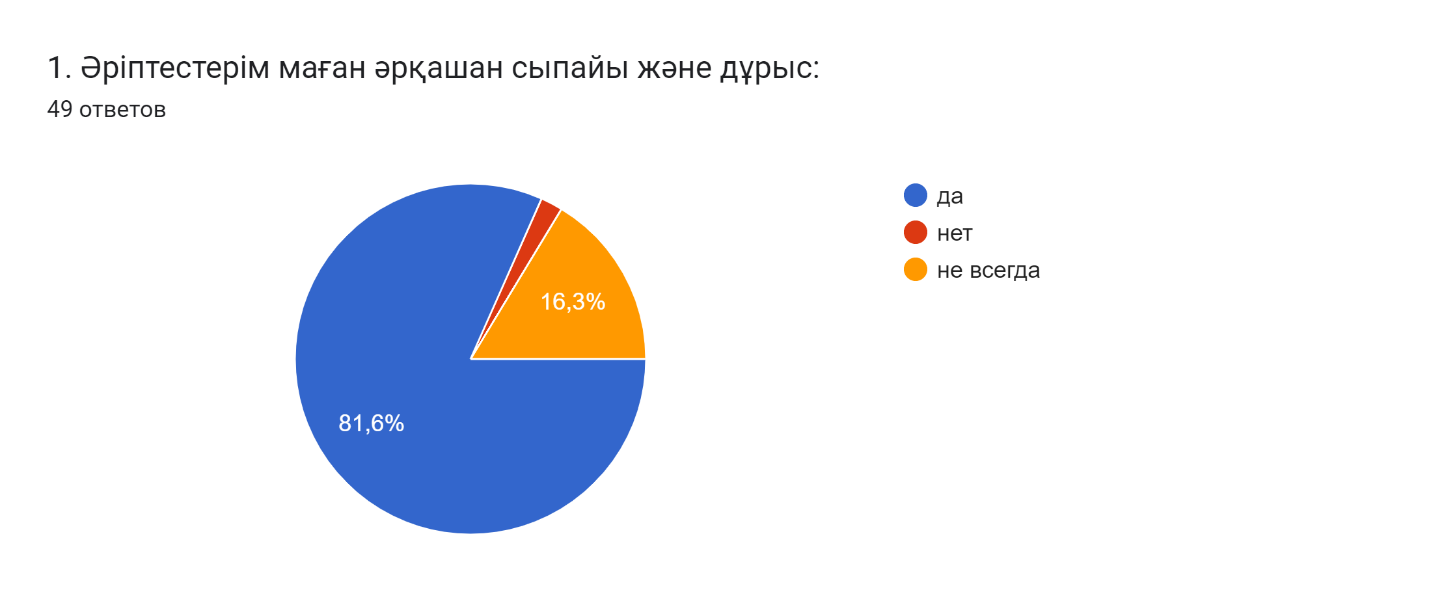 1. Әріптестерім маған әрқашан сыпайы және дұрыс:
49 ответов
да
нет
не всегда
16,3%
81,6%